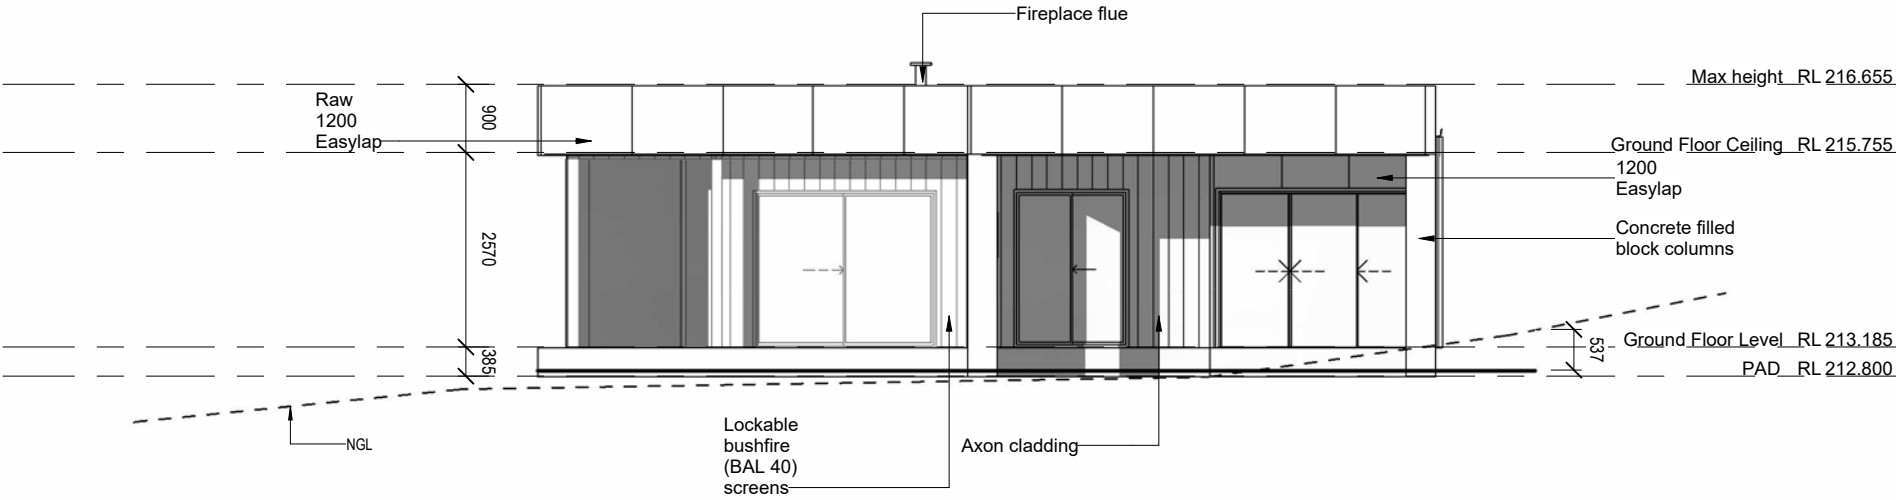 Fireplace flue
Max height RL 216.655
Raw
1200
Easylap
900
Ground Floor Ceiling RL 215.755
1200
Easylap
Concrete filled
block columns
2570
Ground Floor Level RL 213.185
385
537
PAD RL 212.800
NGL
Lockable
bushfire
(BAL 40)
screens
Axon cladding